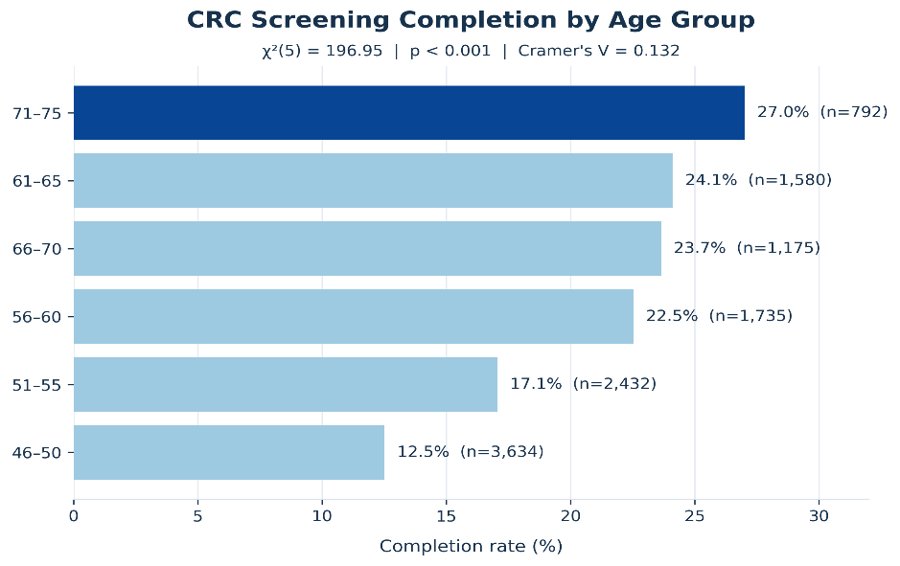 CRC Screening Completion by Age Group
χ²(5) = 196.95 | p < 0.001 | Cramer's V = 0.132
71–75 27.0% (n=792)
61–65 24.1% (n=1,580)
66–70 23.7% (n=1,175)
56–60 22.5% (n=1,735)
51–55 17.1% (n=2,432)
46–50 12.5% (n=3,634)
0 5 10 15 20 25 30
Completion rate (%)